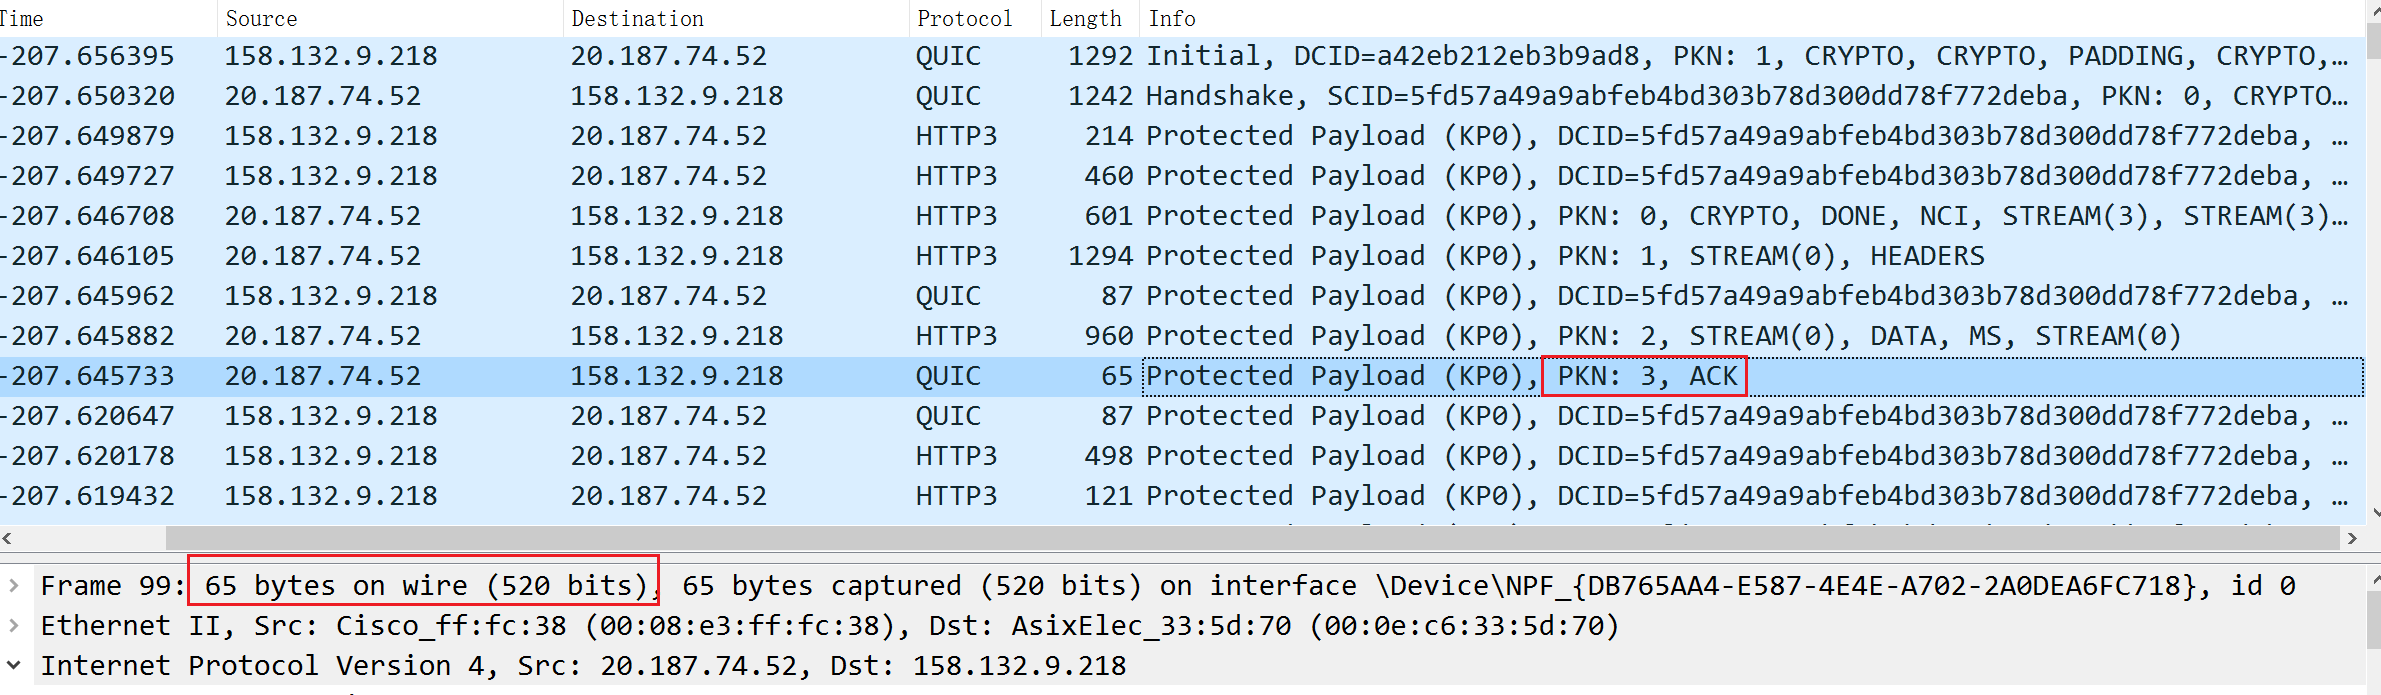 Time Source Destination Protocol Length Info
-207.656395 158.132.9.218 20.187.74.52 QUIC 1292 Initial, DCID=a42eb212eb3b9ad8, PKN: 1, CRYPTO, CRYPTO, PADDING, CRYPTO,…
-207.650320 20.187.74.52 158.132.9.218 QUIC 1242 Handshake, SCID=5fd57a49a9abfeb4bd303b78d300dd78f772deba, PKN: 0, CRYPTO…
-207.649879 158.132.9.218 20.187.74.52 HTTP3 214 Protected Payload (KP0), DCID=5fd57a49a9abfeb4bd303b78d300dd78f772deba, …
-207.649727 158.132.9.218 20.187.74.52 HTTP3 460 Protected Payload (KP0), DCID=5fd57a49a9abfeb4bd303b78d300dd78f772deba, …
-207.646708 20.187.74.52 158.132.9.218 HTTP3 601 Protected Payload (KP0), PKN: 0, CRYPTO, DONE, NCI, STREAM(3), STREAM(3)…
-207.646105 20.187.74.52 158.132.9.218 HTTP3 1294 Protected Payload (KP0), PKN: 1, STREAM(0), HEADERS
-207.645962 158.132.9.218 20.187.74.52 QUIC 87 Protected Payload (KP0), DCID=5fd57a49a9abfeb4bd303b78d300dd78f772deba, …
-207.645882 20.187.74.52 158.132.9.218 HTTP3 960 Protected Payload (KP0), PKN: 2, STREAM(0), DATA, MS, STREAM(0)
-207.645733 20.187.74.52 158.132.9.218 QUIC 65 Protected Payload (KP0), PKN: 3, ACK
-207.620647 158.132.9.218 20.187.74.52 QUIC 87 Protected Payload (KP0), DCID=5fd57a49a9abfeb4bd303b78d300dd78f772deba, …
-207.620178 158.132.9.218 20.187.74.52 HTTP3 498 Protected Payload (KP0), DCID=5fd57a49a9abfeb4bd303b78d300dd78f772deba, …
-207.619432 158.132.9.218 20.187.74.52 HTTP3 121 Protected Payload (KP0), DCID=5fd57a49a9abfeb4bd303b78d300dd78f772deba, …
Frame 99: 65 bytes on wire (520 bits), 65 bytes captured (520 bits) on interface \Device\NPF_{DB765AA4-E587-4E4E-A702-2A0DEA6FC718}, id 0
Ethernet II, Src: Cisco_ff:fc:38 (00:08:e3:ff:fc:38), Dst: AsixElec_33:5d:70 (00:0e:c6:33:5d:70)
Internet Protocol Version 4, Src: 20.187.74.52, Dst: 158.132.9.218